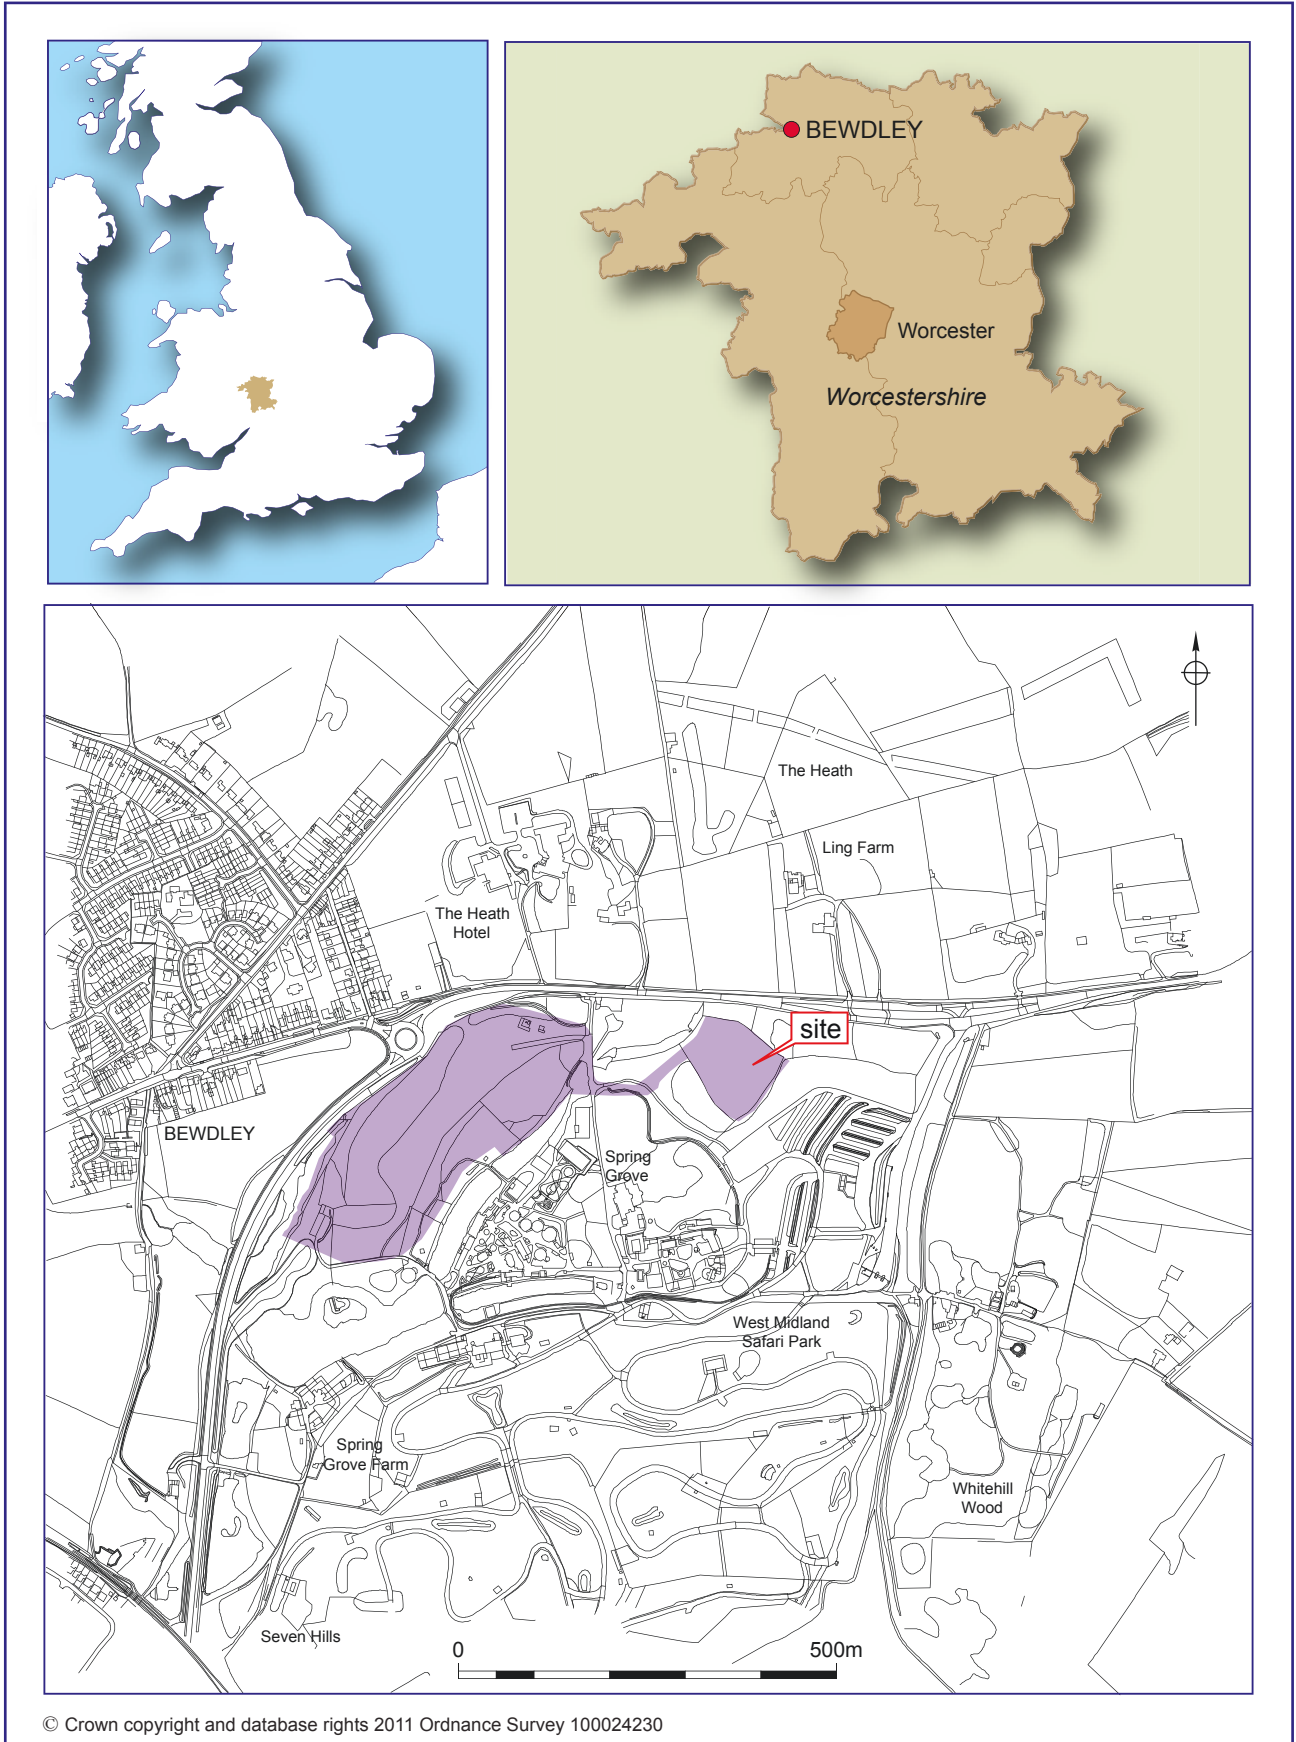 BEWDLEY
Worcester
Worcestershire
The Heath
Ling Farm
The Heath
Hotel
site
BEWDLEY
Spring
Grove
West Midland
Safari Park
Spring
Grove Farm
Whitehill
Wood
Seven Hills
0
500m
© Crown copyright and database rights 2011 Ordnance Survey 100024230